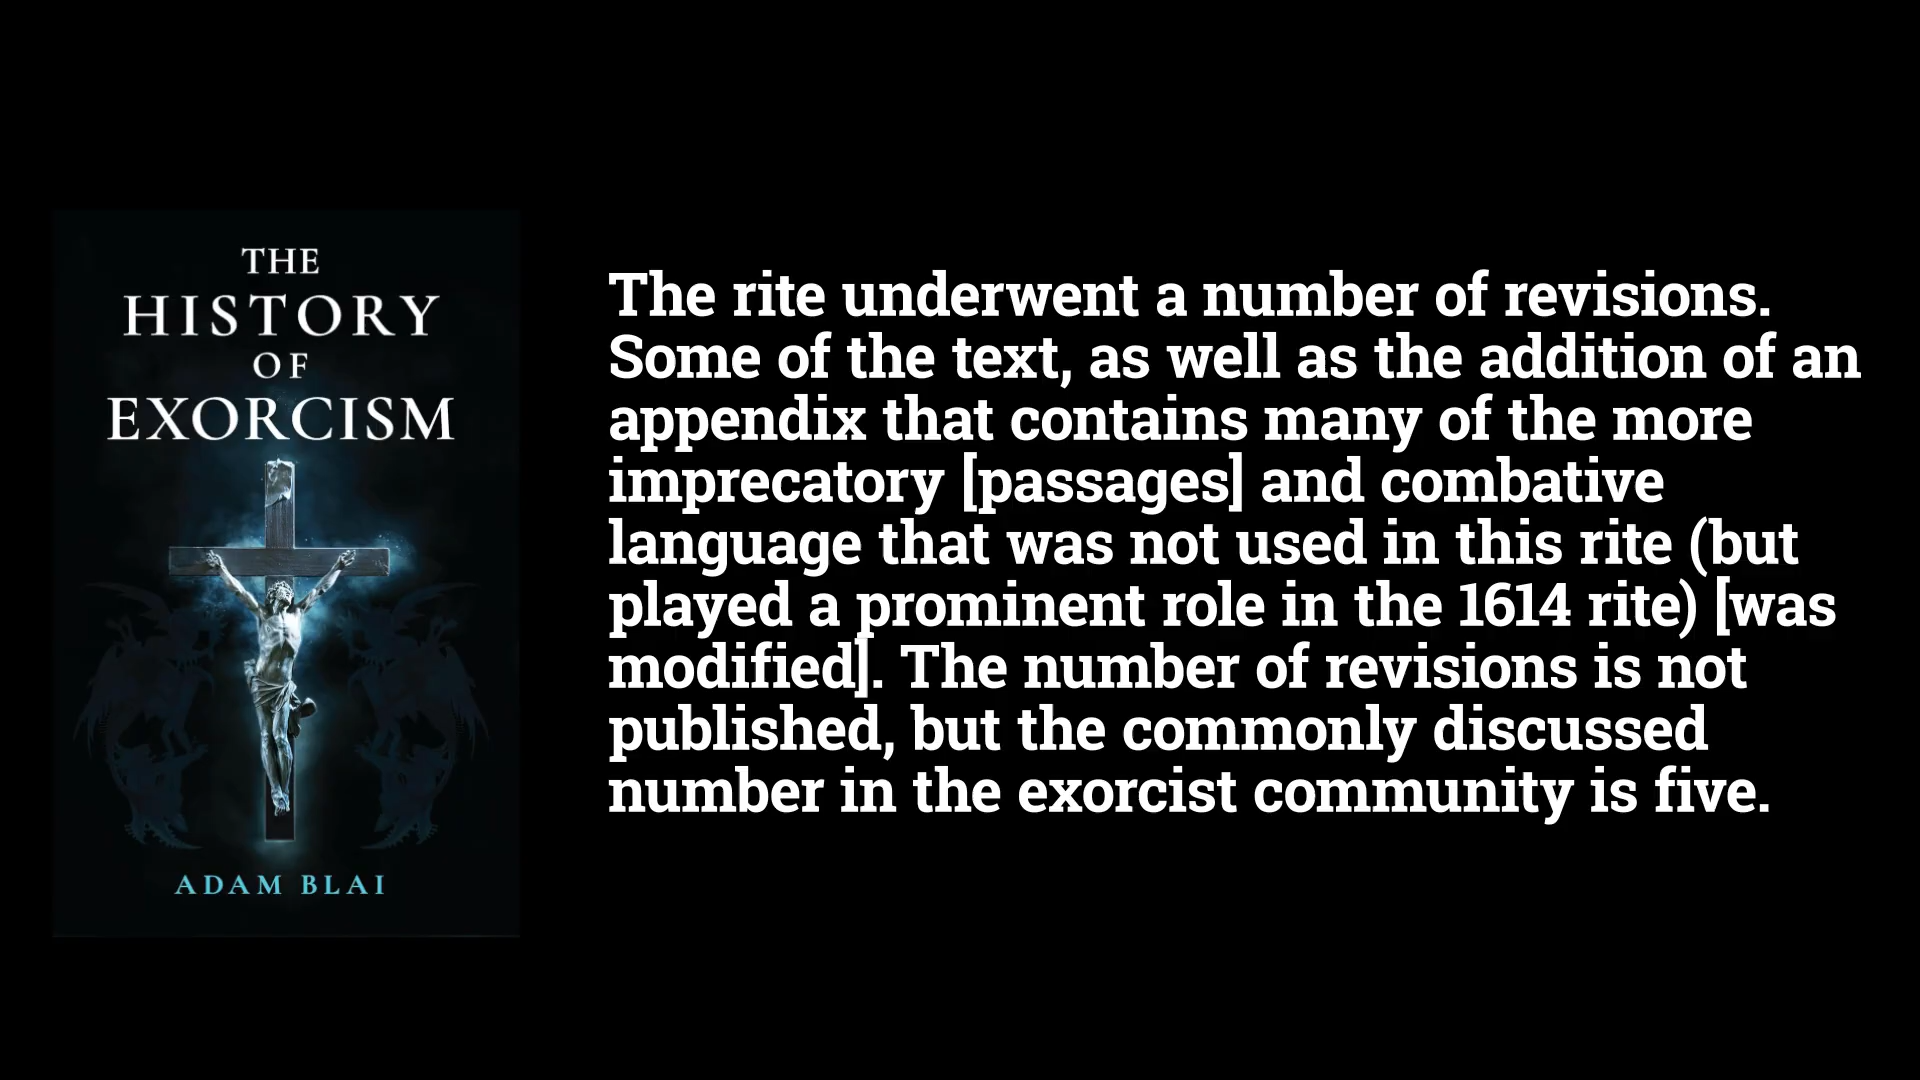 THE
HISTORY
OF
EXORCISM
ADAM BLAI
The rite underwent a number of revisions.
Some of the text, as well as the addition of an
appendix that contains many of the more
imprecatory [passages] and combative
language that was not used in this rite (but
played a prominent role in the 1614 rite) [was
modified]. The number of revisions is not
published, but the commonly discussed
number in the exorcist community is five.